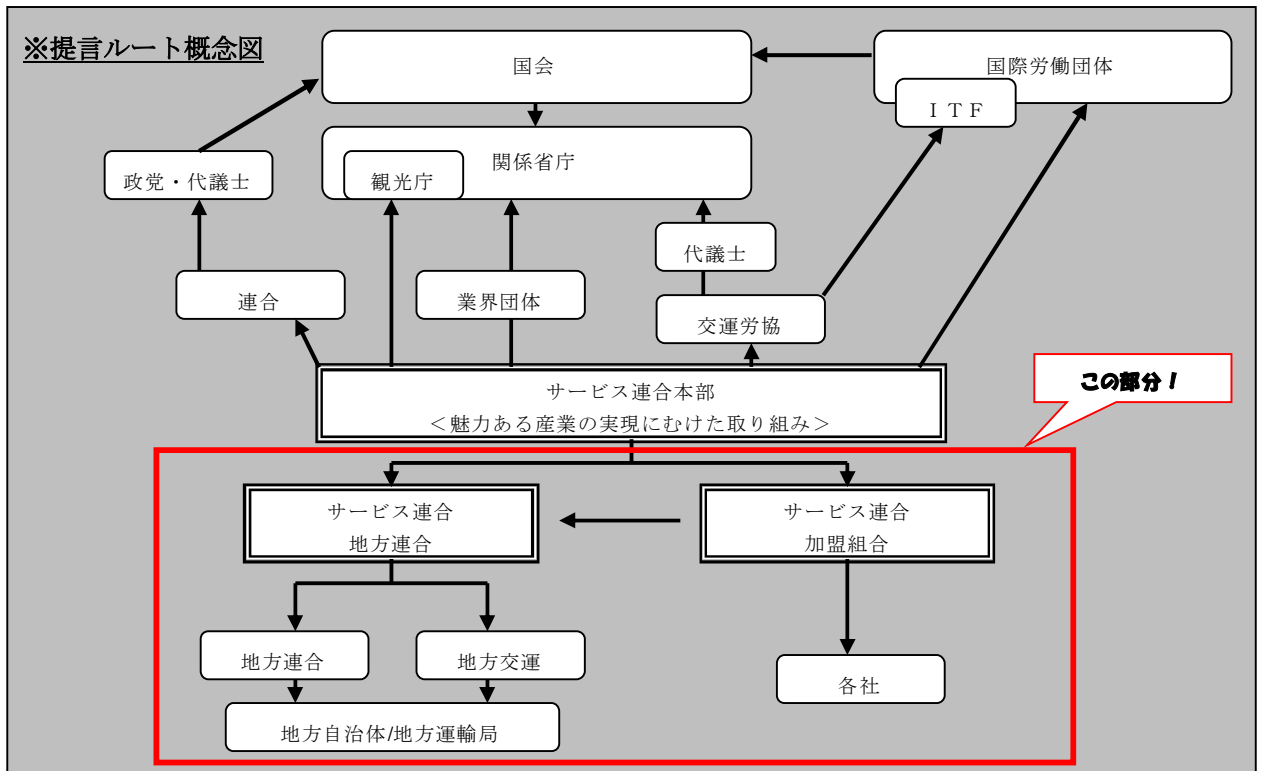 ※提言ルート概念図
国会
国際労働団体
ITF
関係省庁
観光庁
政党・代議士
代議士
連合
業界団体
交運労協
サービス連合本部
<魅力ある産業の実現にむけた取り組み>
この部分!
サービス連合
地方連合
サービス連合
加盟組合
地方連合
地方交運
各社
地方自治体/地方運輸局